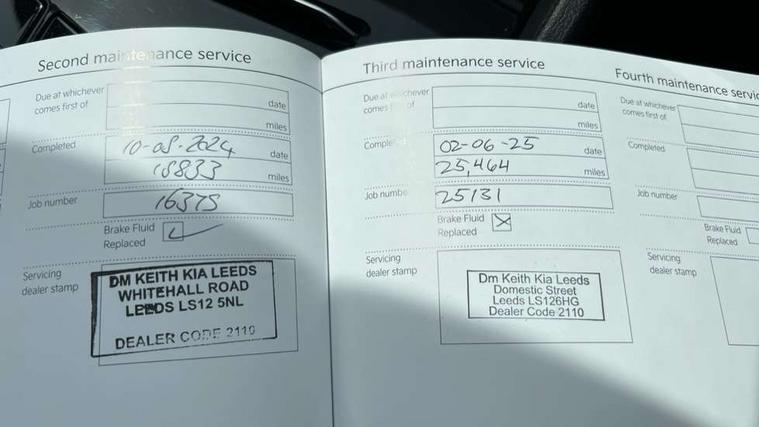 Second maintenance service
Due at whichever
comes first of
date
miles
Completed
10-08-2024
date
18833
miles
Job number
16375
Brake Fluid
Replaced
Servicing
dealer stamp
DM KEITH KIA LEEDS
WHITEHALL ROAD
LEEDS LS12 5NL
DEALER CODE 2110
Third maintenance service
Due at whichever
comes first of
date
miles
Completed
02-06-25
date
25,464
miles
Job number
25131
Brake Fluid
Replaced
Servicing
dealer stamp
Dm Keith Kia Leeds
Domestic Street
Leeds LS126HG
Dealer Code 2110
Fourth maintenance
Due at whichever
comes first of
Completed
Job number
Brake Fluid
Replaced
Servicing
dealer stamp